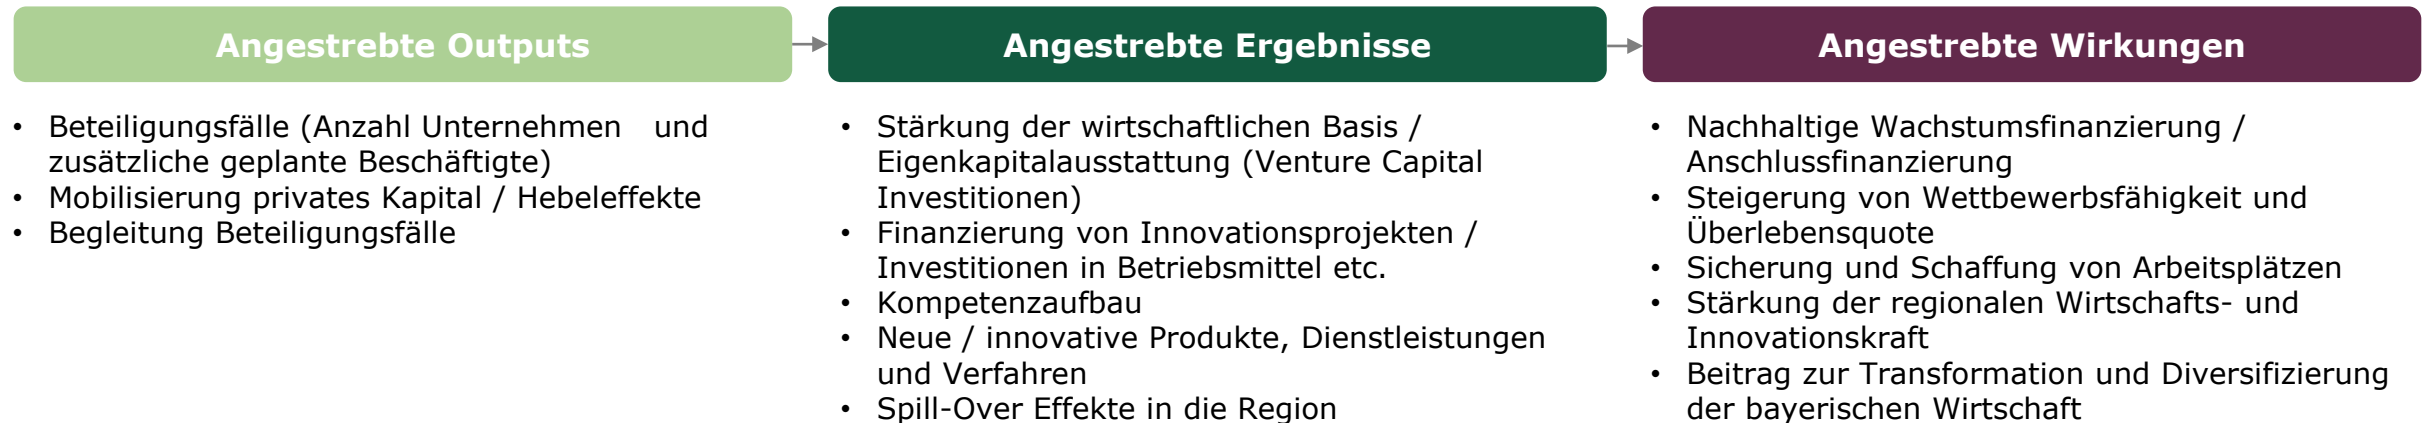 Angestrebte Outputs
• Beteiligungsfälle (Anzahl Unternehmen und
zusätzliche geplante Beschäftigte)
• Mobilisierung privates Kapital / Hebeleffekte
• Begleitung Beteiligungsfälle
Angestrebte Ergebnisse
• Stärkung der wirtschaftlichen Basis /
Eigenkapitalausstattung (Venture Capital
Investitionen)
• Finanzierung von Innovationsprojekten /
Investitionen in Betriebsmittel etc.
• Kompetenzaufbau
• Neue / innovative Produkte, Dienstleistungen
und Verfahren
• Spill-Over Effekte in die Region
Angestrebte Wirkungen
• Nachhaltige Wachstumsfinanzierung /
Anschlussfinanzierung
• Steigerung von Wettbewerbsfähigkeit und
Überlebensquote
• Sicherung und Schaffung von Arbeitsplätzen
• Stärkung der regionalen Wirtschafts- und
Innovationskraft
• Beitrag zur Transformation und Diversifizierung
der bayerischen Wirtschaft